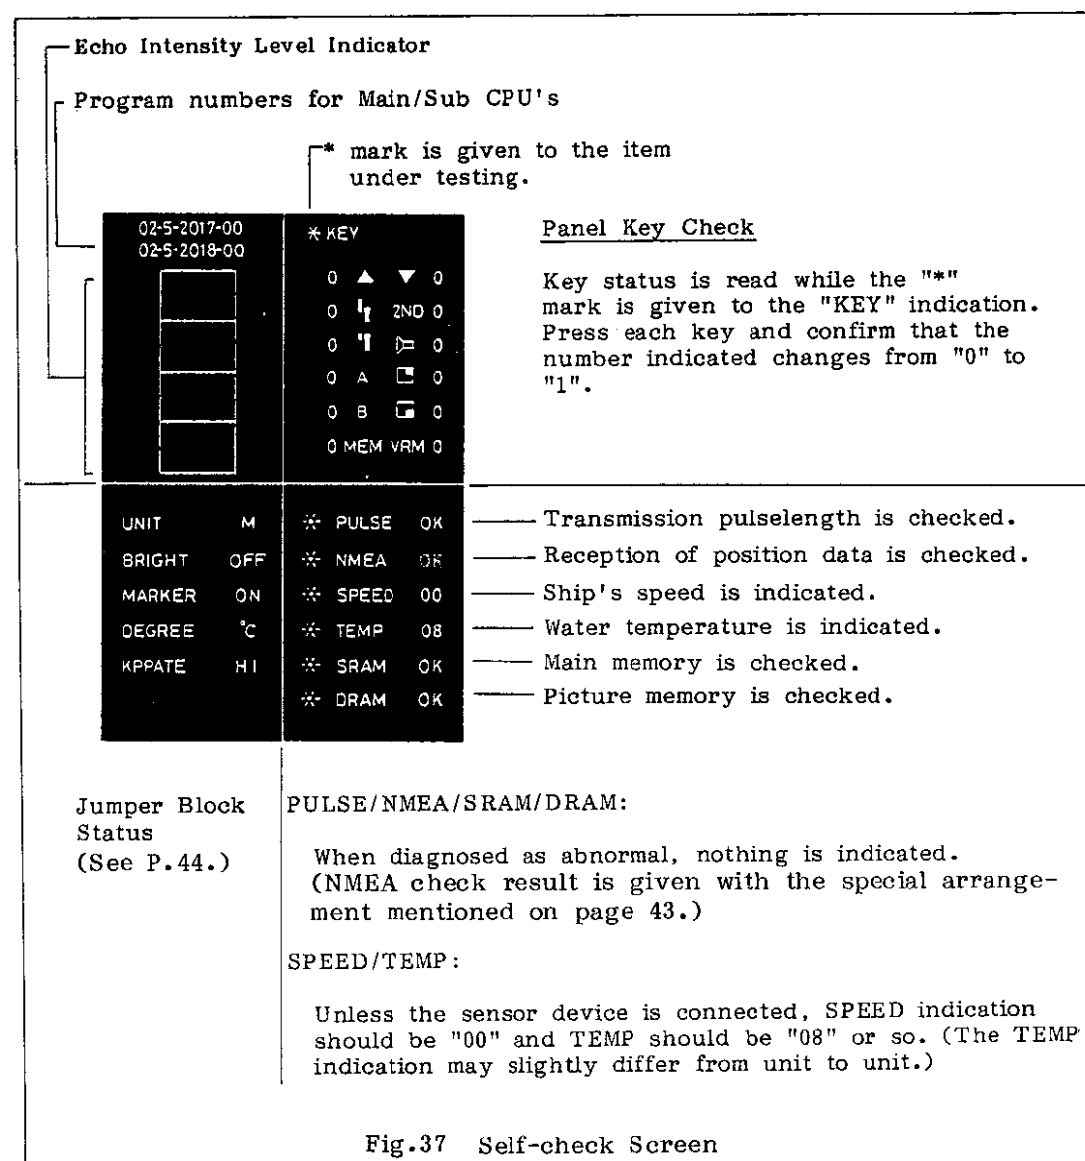 Echo Intensity Level Indicator
Program numbers for Main/Sub CPU's
* mark is given to the item
under testing.
02-5-2017-00
02-5-2018-00
* KEY
0 ▲ ▼ 0
0 2ND 0
0 0
0 A 0
0 B 0
0 MEM VRM 0
Panel Key Check
Key status is read while the "*"
mark is given to the "KEY" indication.
Press each key and confirm that the
number indicated changes from "0" to
"1".
UNIT M
BRIGHT OFF
MARKER ON
DEGREE °C
KPPATE HI
* PULSE OK
* NMEA OK
* SPEED 00
* TEMP 08
* SRAM OK
* DRAM OK
Transmission pulselength is checked.
Reception of position data is checked.
Ship's speed is indicated.
Water temperature is indicated.
Main memory is checked.
Picture memory is checked.
Jumper Block
Status
(See P.44.)
PULSE/NMEA/SRAM/DRAM:
When diagnosed as abnormal, nothing is indicated.
(NMEA check result is given with the special arrange-
ment mentioned on page 43.)
SPEED/TEMP:
Unless the sensor device is connected, SPEED indication
should be "00" and TEMP should be "08" or so. (The TEMP
indication may slightly differ from unit to unit.)
Fig.37 Self-check Screen